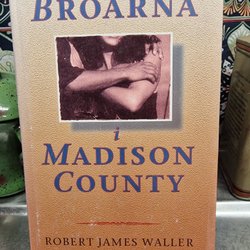 BROARNA
i
MADISON
COUNTY
ROBERT JAMES WALLER